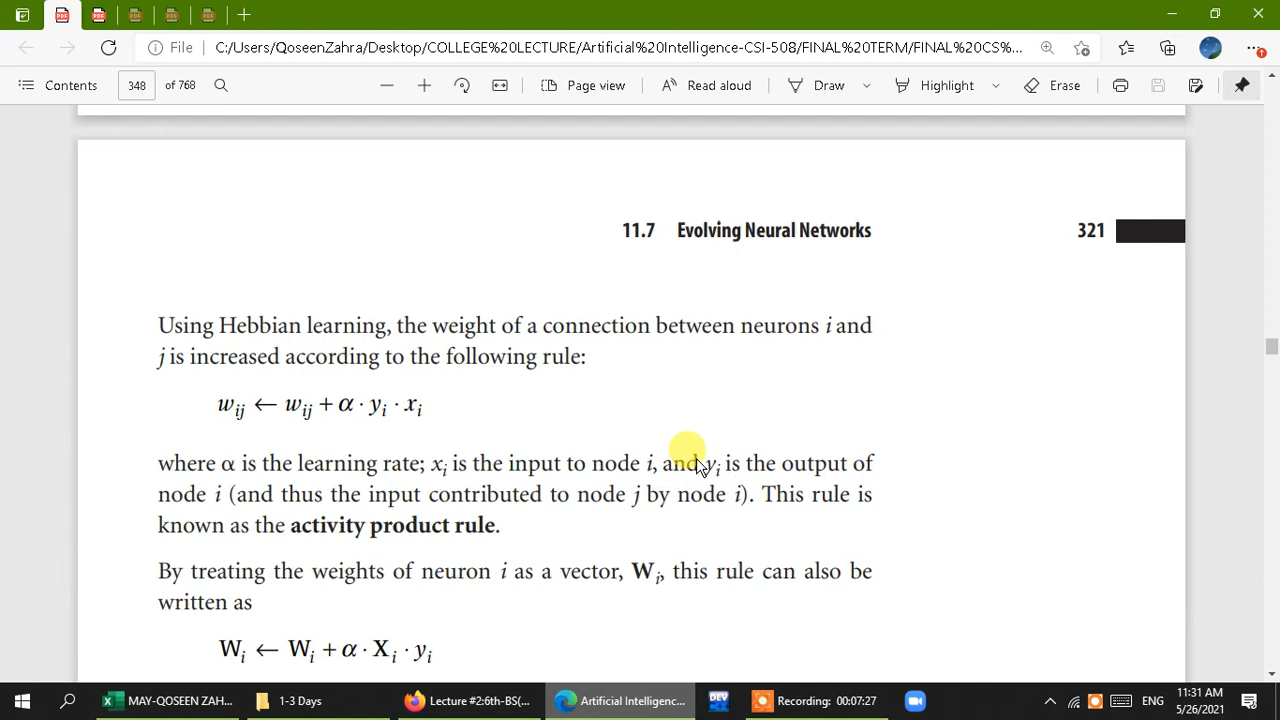 File
C:/Users/QoseenZahra/Desktop/COLLEGE%20LECTURE/Artificial%20Intelligence-CSI-508/FINAL%20TERM/FINAL%20CS%...
Contents 348 of 768 Page view Read aloud Draw Highlight Erase
11.7 Evolving Neural Networks 321
Using Hebbian learning, the weight of a connection between neurons i and
j is increased according to the following rule:
wij ← wij + α · yi · xi
where α is the learning rate; xi is the input to node i, and yi is the output of
node i (and thus the input contributed to node j by node i). This rule is
known as the activity product rule.
By treating the weights of neuron i as a vector, Wi, this rule can also be
written as
Wi ← Wi + α · Xi · yi
MAY-QOSEEN ZAH... 1-3 Days Lecture #2:6th-BS(... Artificial Intelligenc... DEV Recording: 00:07:27 ENG 11:31 AM
5/26/2021